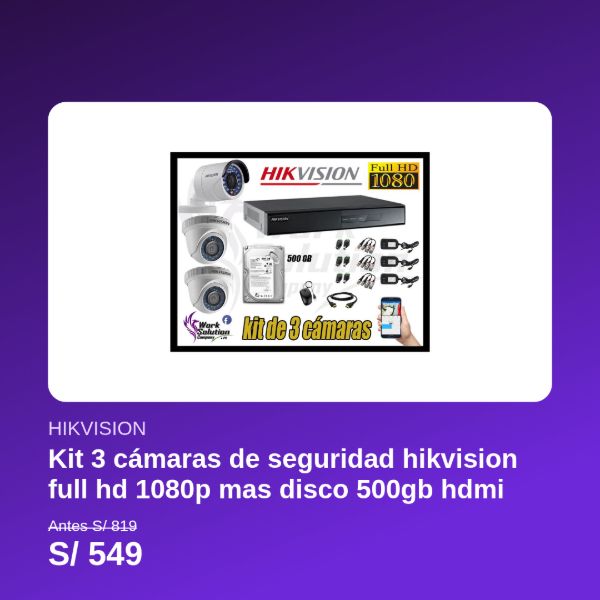 HIKVISION
Full HD
1080
500 GB
Work
Solution
Company
kit de 3 cámaras
HIKVISION
Kit 3 cámaras de seguridad hikvision
full hd 1080p mas disco 500gb hdmi
Antes S/ 819
S/ 549